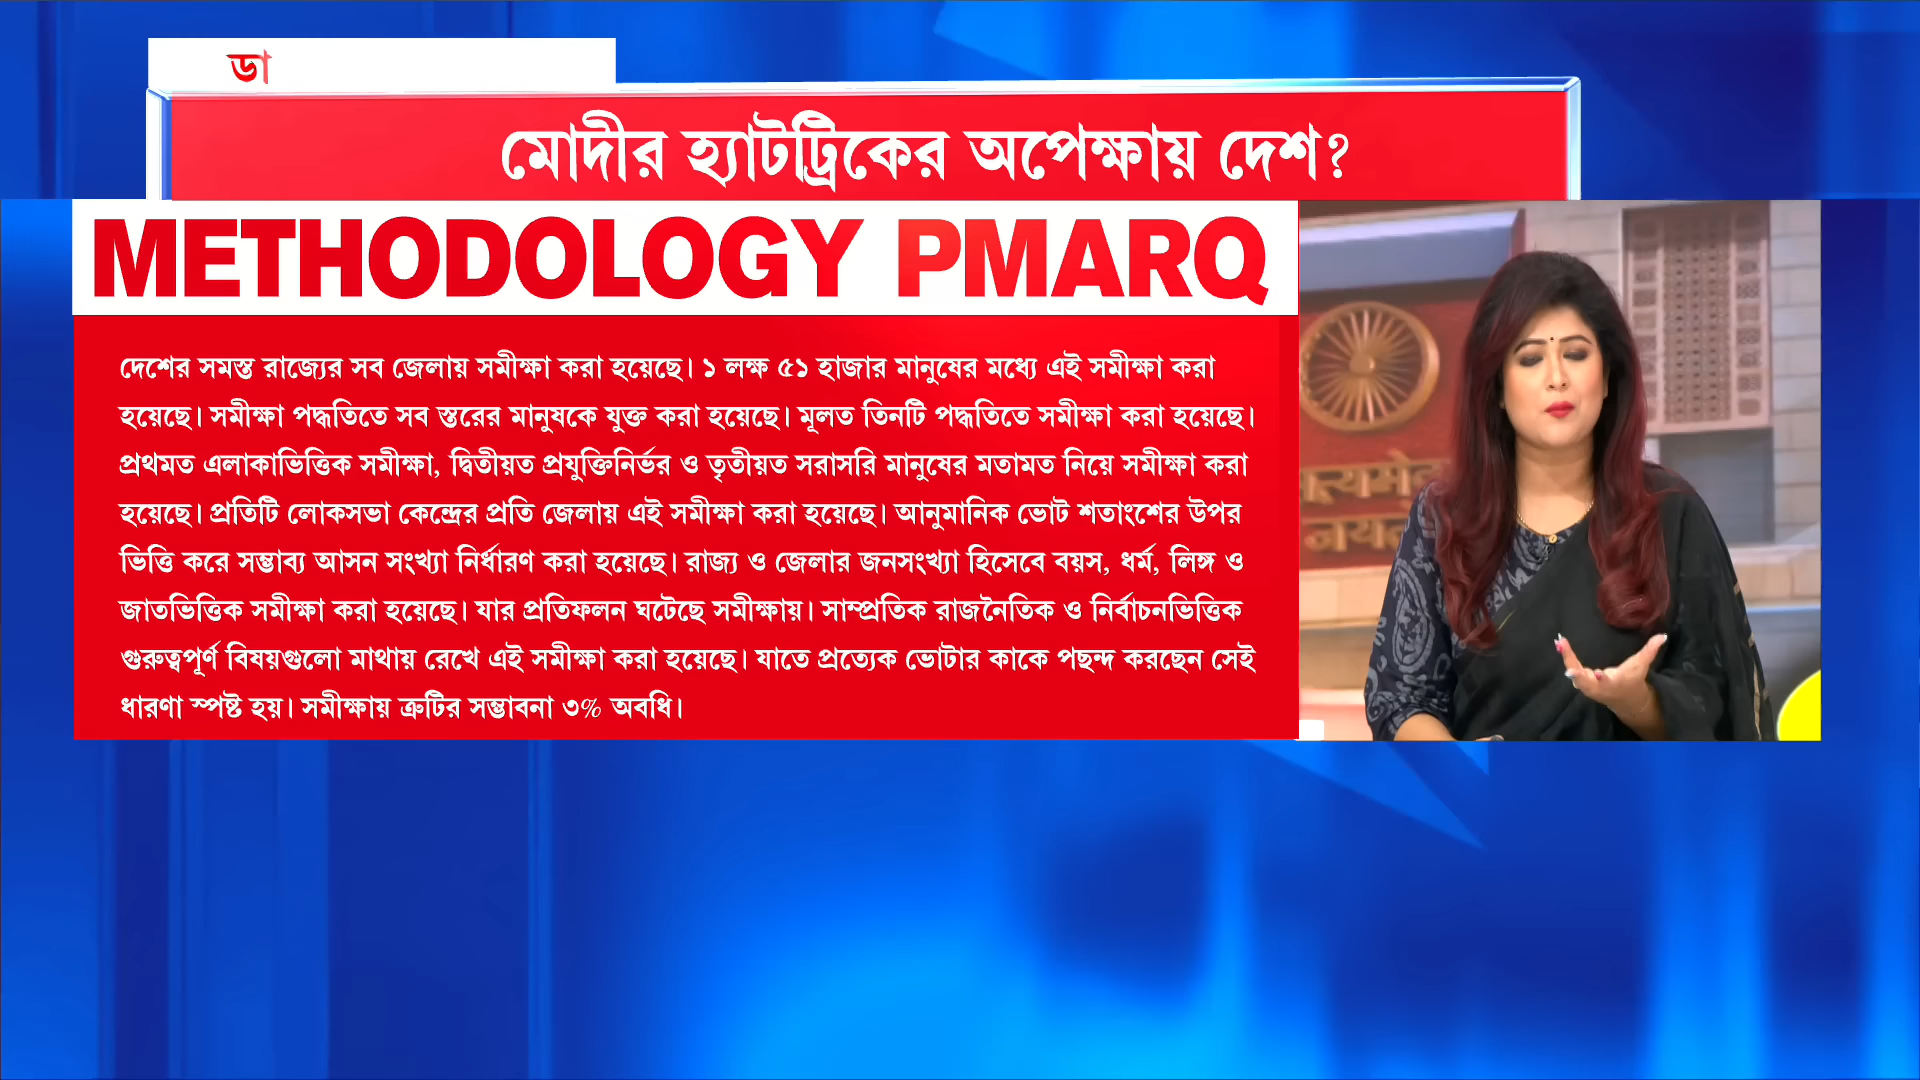 ডা
মোদীর হ্যাটট্রিকের অপেক্ষায় দেশ?
METHODOLOGY PMARQ
দেশের সমস্ত রাজ্যের সব জেলায় সমীক্ষা করা হয়েছে। ১ লক্ষ ৫১ হাজার মানুষের মধ্যে এই সমীক্ষা করা
হয়েছে। সমীক্ষা পদ্ধতিতে সব স্তরের মানুষকে যুক্ত করা হয়েছে। মূলত তিনটি পদ্ধতিতে সমীক্ষা করা হয়েছে।
প্রথমত এলাকাভিত্তিক সমীক্ষা, দ্বিতীয়ত প্রযুক্তিনির্ভর ও তৃতীয়ত সরাসরি মানুষের মতামত নিয়ে সমীক্ষা করা
হয়েছে। প্রতিটি লোকসভা কেন্দ্রের প্রতি জেলায় এই সমীক্ষা করা হয়েছে। আনুমানিক ভোট শতাংশের উপর
ভিত্তি করে সম্ভাব্য আসন সংখ্যা নির্ধারণ করা হয়েছে। রাজ্য ও জেলার জনসংখ্যা হিসেবে বয়স, ধর্ম, লিঙ্গ ও
জাতভিত্তিক সমীক্ষা করা হয়েছে। যার প্রতিফলন ঘটেছে সমীক্ষায়। সাম্প্রতিক রাজনৈতিক ও নির্বাচনভিত্তিক
গুরুত্বপূর্ণ বিষয়গুলো মাথায় রেখে এই সমীক্ষা করা হয়েছে। যাতে প্রত্যেক ভোটার কাকে পছন্দ করছেন সেই
ধারণা স্পষ্ট হয়। সমীক্ষায় ত্রুটির সম্ভাবনা ৩% অবধি।
नयत